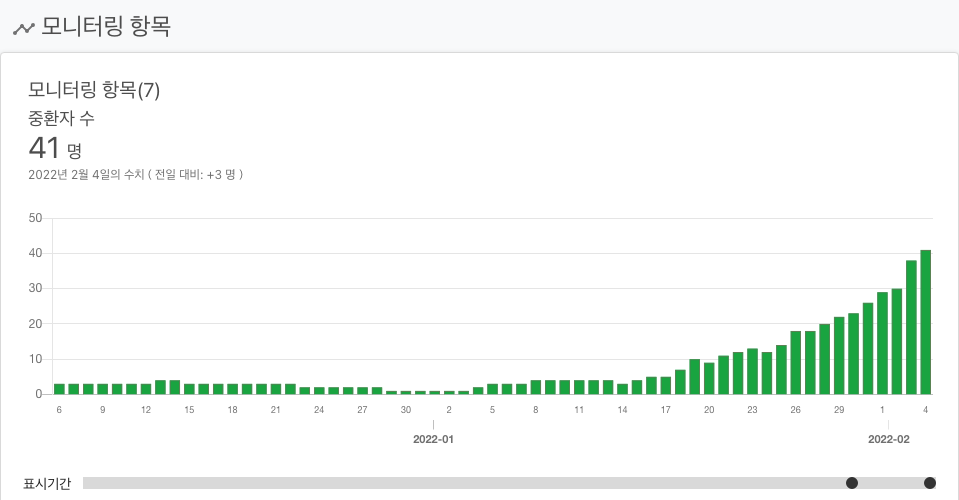 모니터링 항목
모니터링 항목(7)
중환자 수
41 명
2022년 2월 4일의 수치 ( 전일 대비: +3 명 )
50
40
30
20
10
0
6 9 12 15 18 21 24 27 30 2 5 8 11 14 17 20 23 26 29 1 4
2022-01 2022-02
표시기간